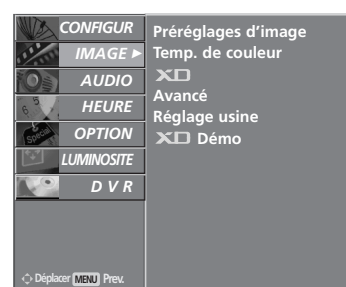 CONFIGUR
IMAGE ►
AUDIO
HEURE
OPTION
LUMINOSITE
D V R
Préréglages d'image
Temp. de couleur
XD
Avancé
Réglage usine
XD Démo
Déplacer MENU Prev.